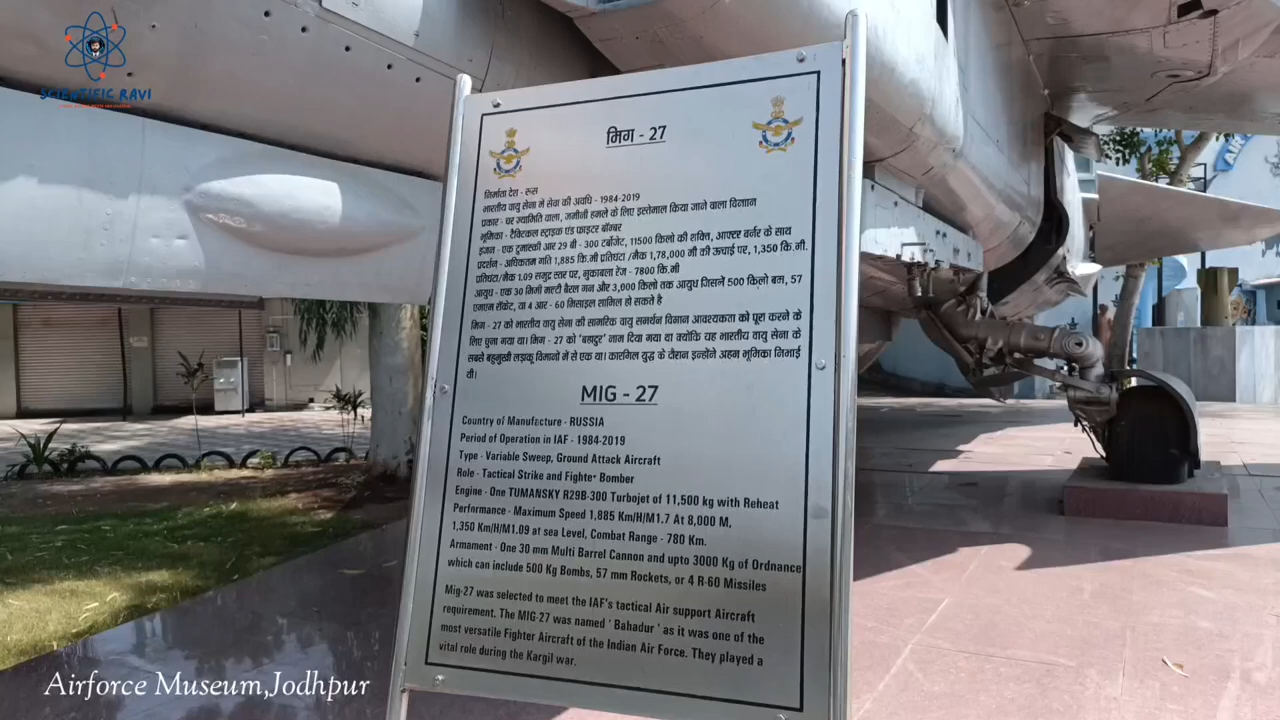 SCIENTIFIC RAVI
मिग - 27
निर्माता देश - रूस
भारतीय वायु सेना में सेवा की अवधि - 1984-2019
प्रकार - घर ज्यामिति वाला, जमीनी हमले के लिए इस्तेमाल किया जाने वाला विमान
भूमिका - टैक्टिकल स्ट्राइक एंड फाइटर बॉम्बर
इंजन - एक टुमान्स्की आर 29 बी - 300 टर्बोजेट, 11500 किलो की शक्ति, आफ्टर बर्नर के साथ
प्रदर्शन - अधिकतम गति 1,885 कि.मी प्रतिघंटा /मैक 1,78,000 मी की ऊचाई पर, 1,350 कि.मी.
प्रतिघंटा/मैक 1.09 समुद्र स्तर पर, मुकाबला रेंज - 7800 कि.मी
आयुध - एक 30 मिमी मल्टी बैरल गन और 3,000 किलो तक आयुध जिसमें 500 किलो बम, 57
एमएम रॉकेट, या 4 आर - 60 मिसाइल शामिल हो सकते है
मिग - 27 को भारतीय वायु सेना की सामरिक वायु समर्थन विमान आवश्यकता को पूरा करने के
लिए चुना गया था। मिग - 27 को 'बहादुर' नाम दिया गया था क्योंकि यह भारतीय वायु सेना के
सबसे बहुमुखी लड़ाकू विमानों में से एक था। कारगिल युद्ध के दौरान इन्होंने अहम भूमिका निभाई
थी।
MIG - 27
Country of Manufacture - RUSSIA
Period of Operation in IAF - 1984-2019
Type - Variable Sweep, Ground Attack Aircraft
Role - Tactical Strike and Fighter Bomber
Engine - One TUMANSKY R29B-300 Turbojet of 11,500 kg with Reheat
Performance - Maximum Speed 1,885 Km/H/M1.7 At 8,000 M,
1,350 Km/H/M1.09 at sea Level, Combat Range - 780 Km.
Armament - One 30 mm Multi Barrel Cannon and upto 3000 Kg of Ordnance
which can include 500 Kg Bombs, 57 mm Rockets, or 4 R-60 Missiles
Mig-27 was selected to meet the IAF's tactical Air support Aircraft
requirement. The MIG-27 was named ' Bahadur ' as it was one of the
most versatile Fighter Aircraft of the Indian Air Force. They played a
vital role during the Kargil war.
AIR
Airforce Museum,Jodhpur